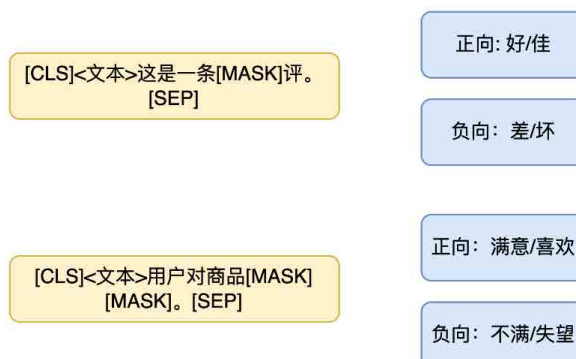 正向: 好/佳
[CLS]<文本>这是一条[MASK]评。
[SEP]
负向：差/坏
正向：满意/喜欢
[CLS]<文本>用户对商品[MASK]
[MASK]。[SEP]
负向：不满/失望